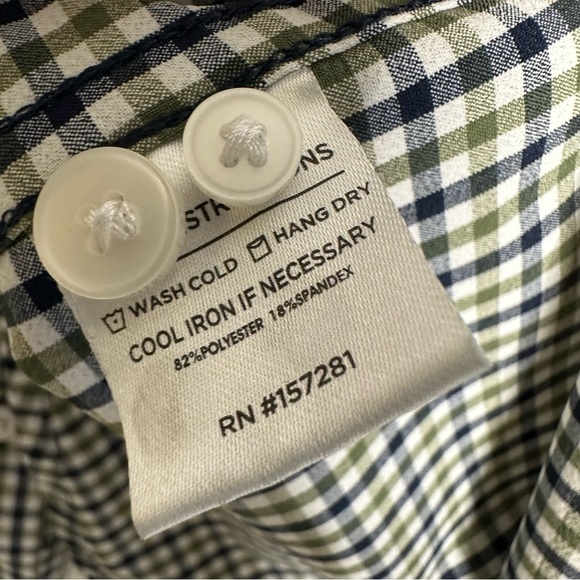 WASH COLD HANG DRY
COOL IRON IF NECESSARY
82%POLYESTER 18%SPANDEX
RN #157281